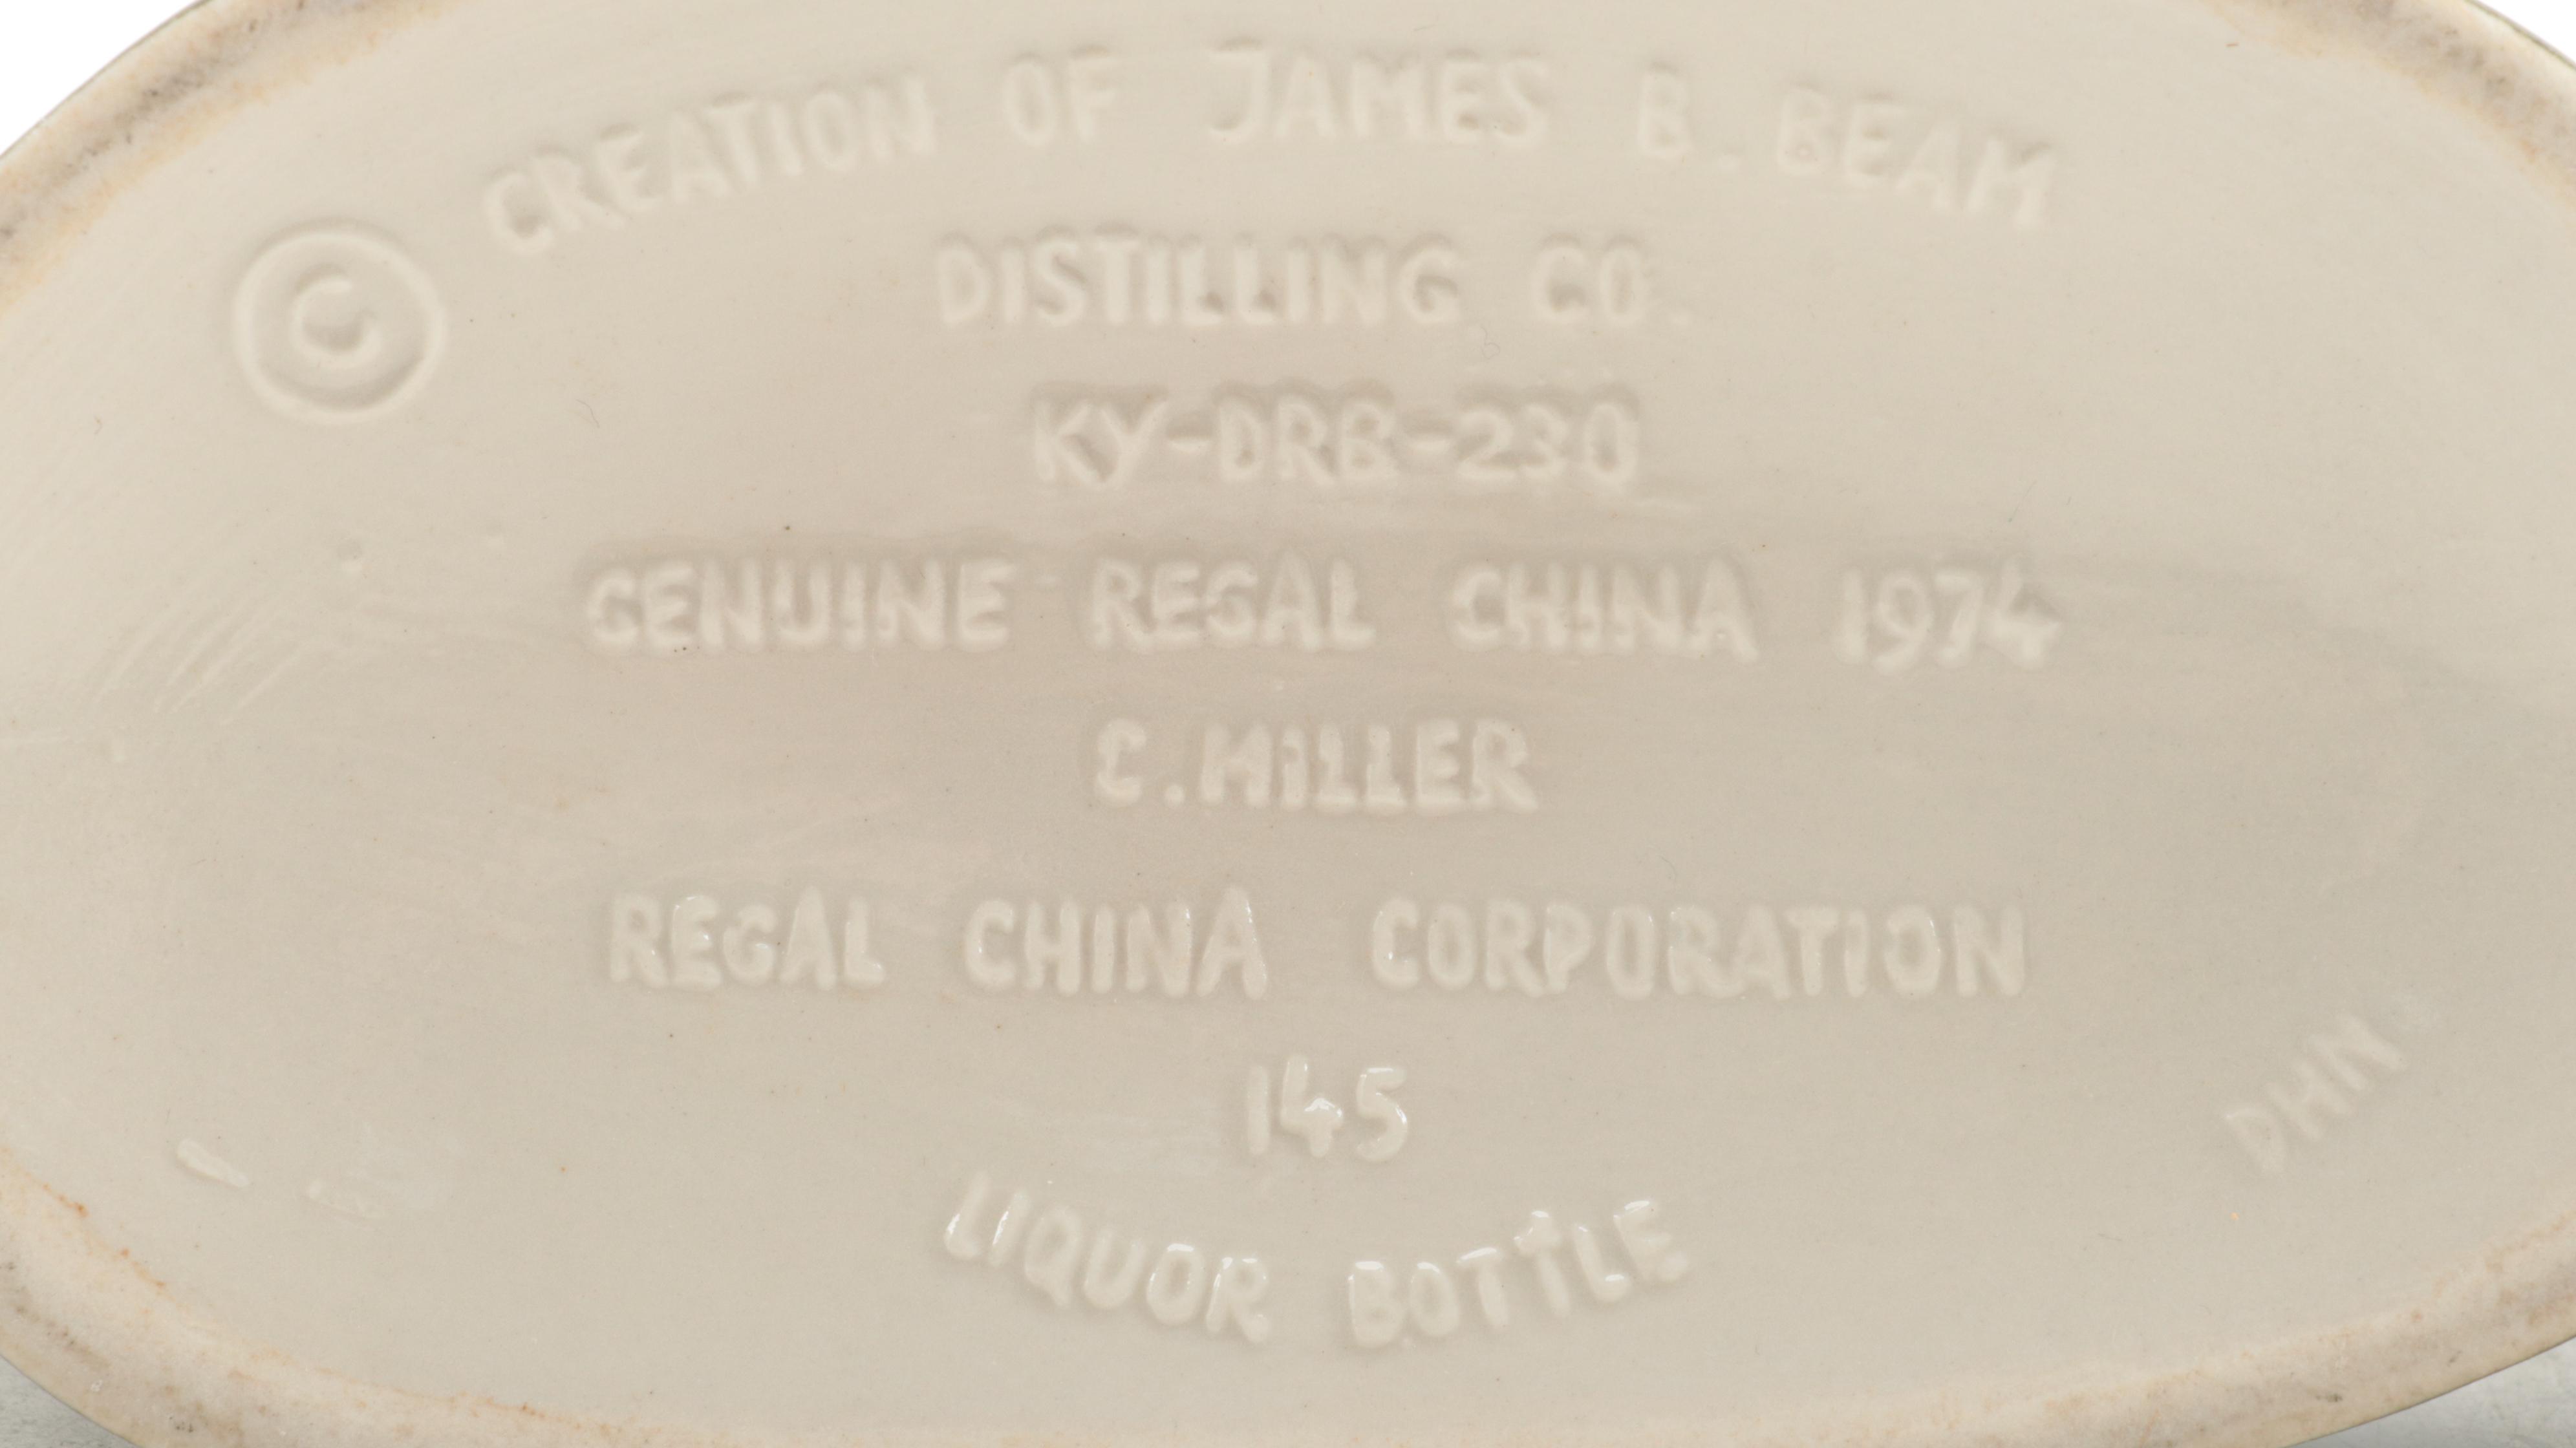 © CREATION OF JAMES B. BEAM
DISTILLING CO.
KY-DRB-230
GENUINE REGAL CHINA 1974
C. MILLER
REGAL CHINA CORPORATION
145
LIQUOR BOTTLE
DHN